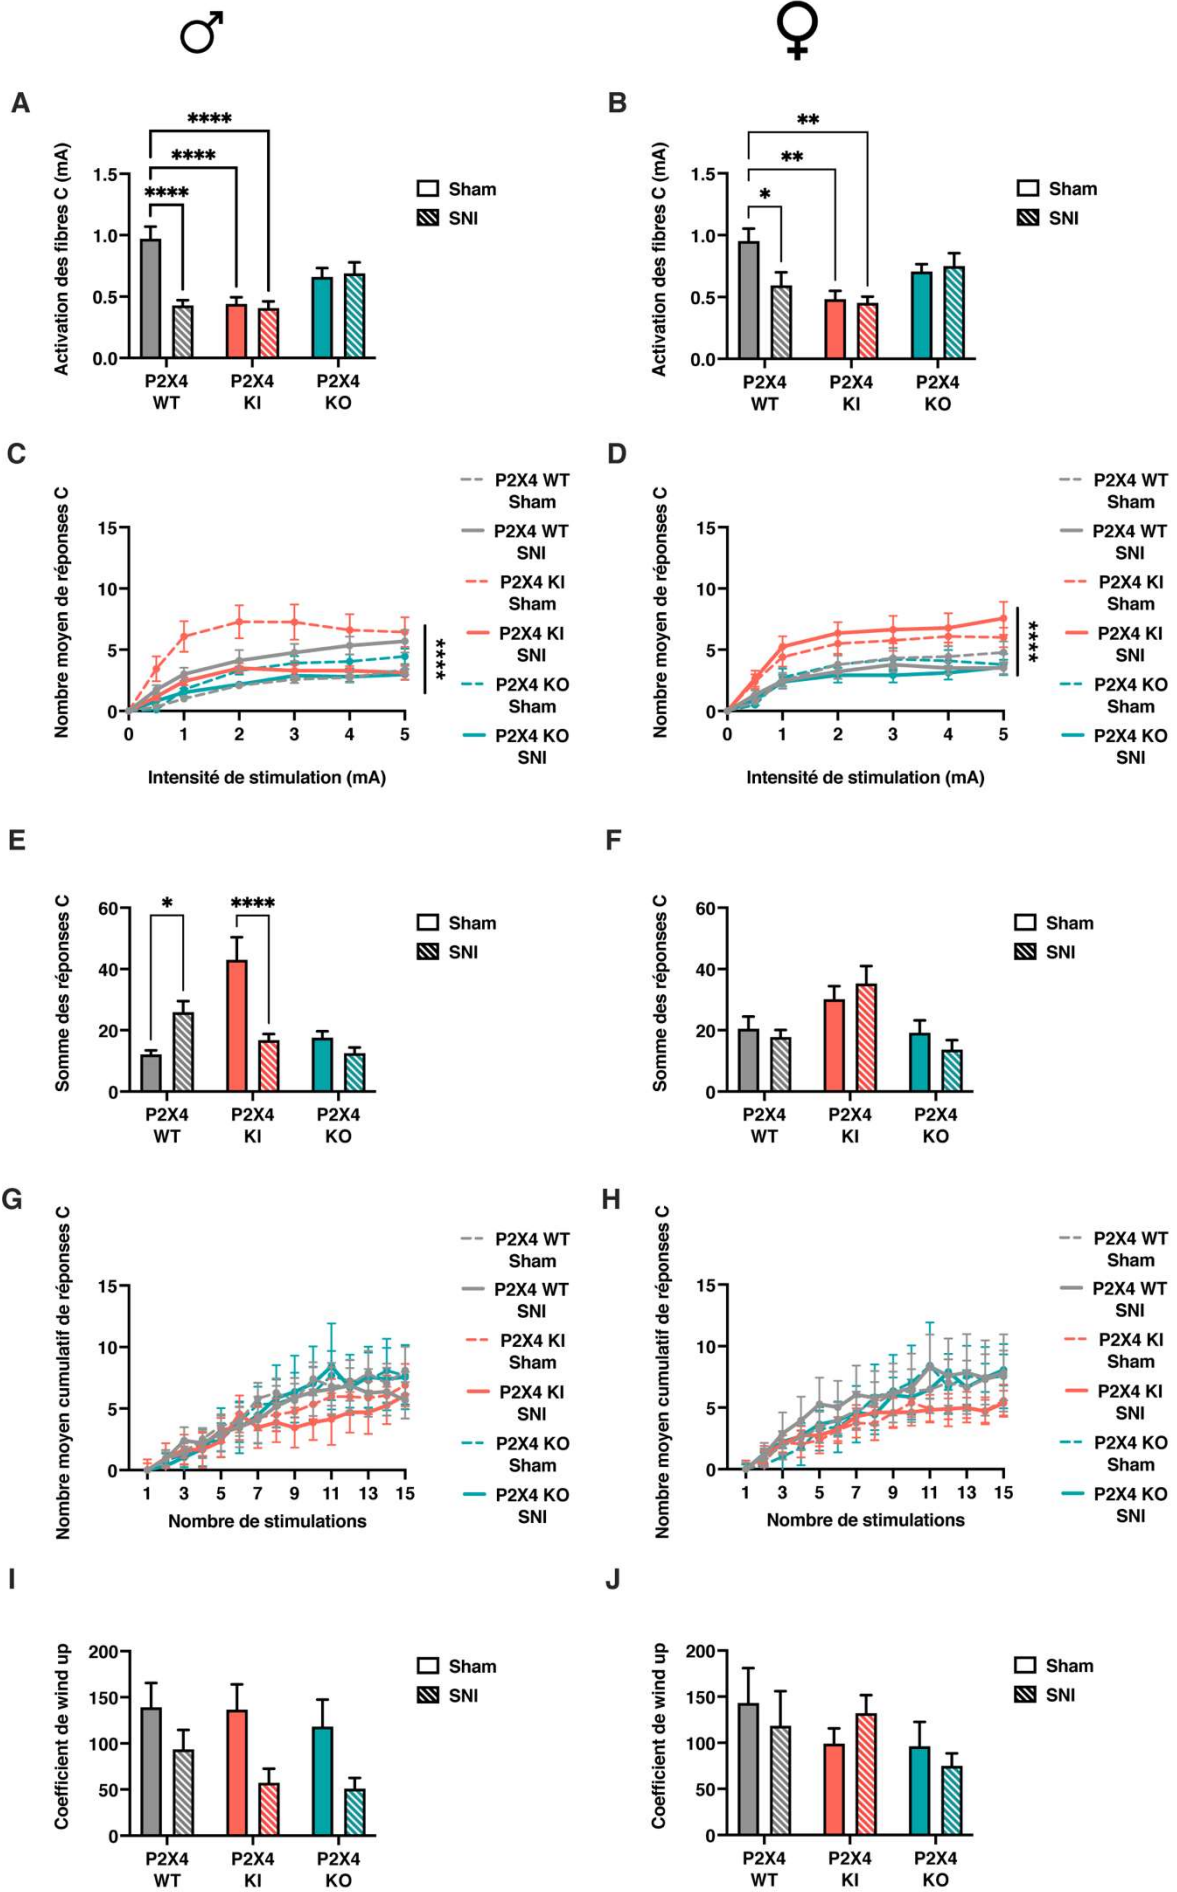 ♂
♀
A
Activation des fibres C (mA)
****
****
****
1.5
1.0
0.5
0.0
P2X4
WT
P2X4
KI
P2X4
KO
Sham
SNI
B
Activation des fibres C (mA)
**
**
*
1.5
1.0
0.5
0.0
P2X4
WT
P2X4
KI
P2X4
KO
Sham
SNI
C
Nombre moyen de réponses C
15
10
5
0
0 1 2 3 4 5
Intensité de stimulation (mA)
****
P2X4 WT
Sham
P2X4 WT
SNI
P2X4 KI
Sham
P2X4 KI
SNI
P2X4 KO
Sham
P2X4 KO
SNI
D
Nombre moyen de réponses C
15
10
5
0
0 1 2 3 4 5
Intensité de stimulation (mA)
****
P2X4 WT
Sham
P2X4 WT
SNI
P2X4 KI
Sham
P2X4 KI
SNI
P2X4 KO
Sham
P2X4 KO
SNI
E
Somme des réponses C
* ****
60
40
20
0
P2X4
WT
P2X4
KI
P2X4
KO
Sham
SNI
F
Somme des réponses C
60
40
20
0
P2X4
WT
P2X4
KI
P2X4
KO
Sham
SNI
G
Nombre moyen cumulatif de réponses C
15
10
5
0
1 3 5 7 9 11 13 15
Nombre de stimulations
P2X4 WT
Sham
P2X4 WT
SNI
P2X4 KI
Sham
P2X4 KI
SNI
P2X4 KO
Sham
P2X4 KO
SNI
H
Nombre moyen cumulatif de réponses C
15
10
5
0
1 3 5 7 9 11 13 15
Nombre de stimulations
P2X4 WT
Sham
P2X4 WT
SNI
P2X4 KI
Sham
P2X4 KI
SNI
P2X4 KO
Sham
P2X4 KO
SNI
I
Coefficient de wind up
200
150
100
50
0
P2X4
WT
P2X4
KI
P2X4
KO
Sham
SNI
J
Coefficient de wind up
200
150
100
50
0
P2X4
WT
P2X4
KI
P2X4
KO
Sham
SNI